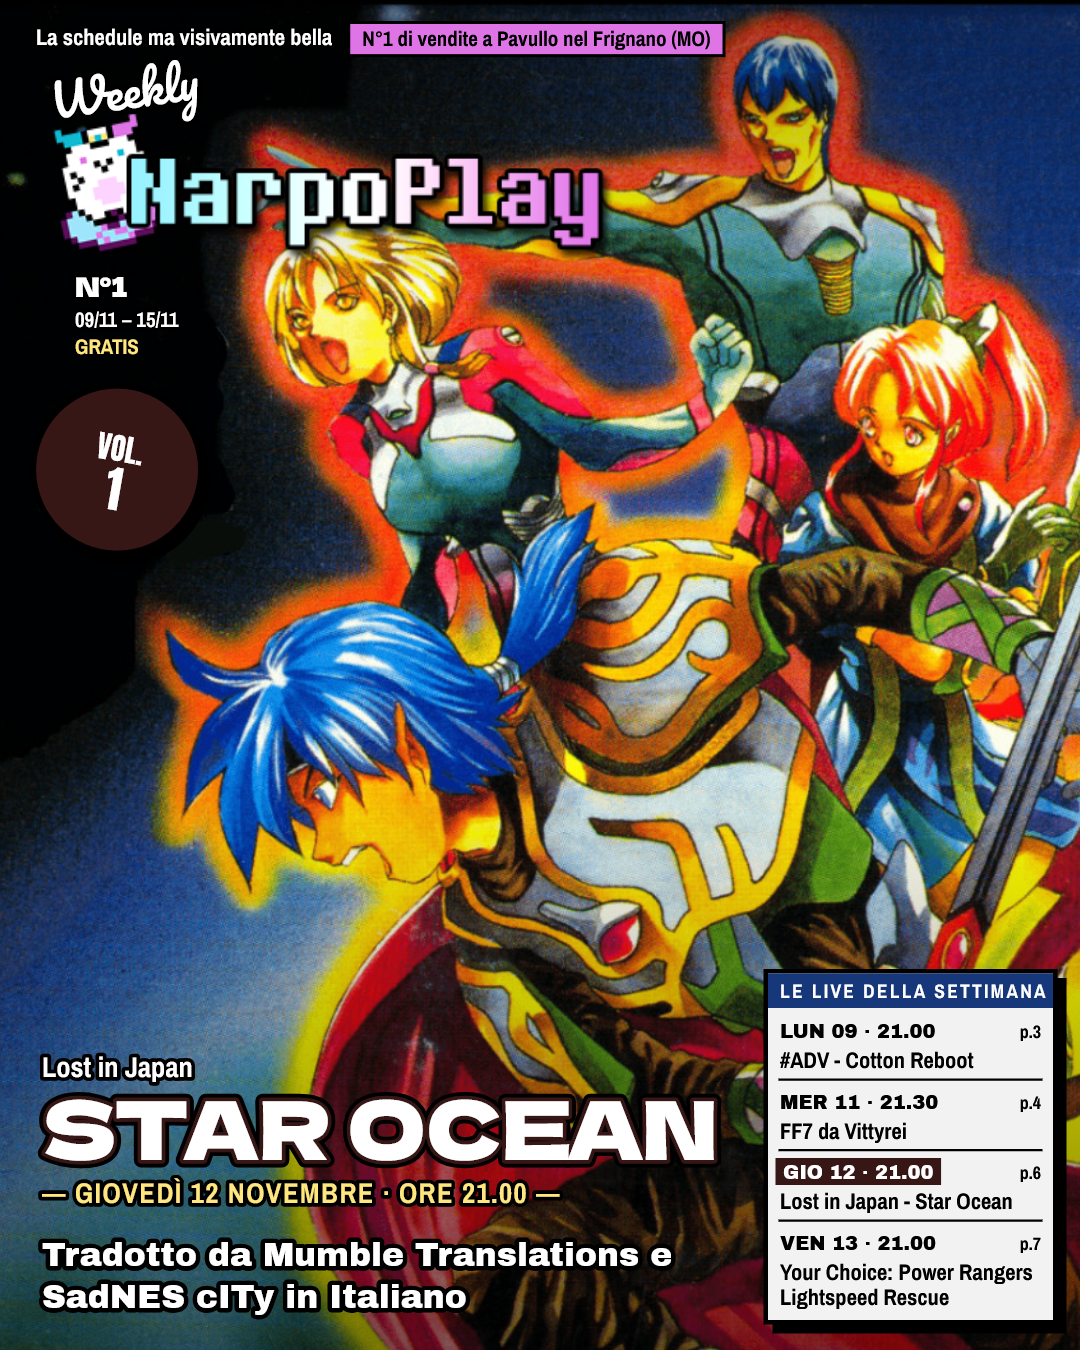 La schedule ma visivamente bella
N°1 di vendite a Pavullo nel Frignano (MO)
Weekly
NarpoPlay
N°1
09/11 – 15/11
GRATIS
VOL.
1
Lost in Japan
STAR OCEAN
— GIOVEDÌ 12 NOVEMBRE · ORE 21.00 —
Tradotto da Mumble Translations e
SadNES cITy in Italiano
LE LIVE DELLA SETTIMANA
LUN 09 · 21.00 p.3
#ADV - Cotton Reboot
MER 11 · 21.30 p.4
FF7 da Vittyrei
GIO 12 · 21.00 p.6
Lost in Japan - Star Ocean
VEN 13 · 21.00 p.7
Your Choice: Power Rangers
Lightspeed Rescue